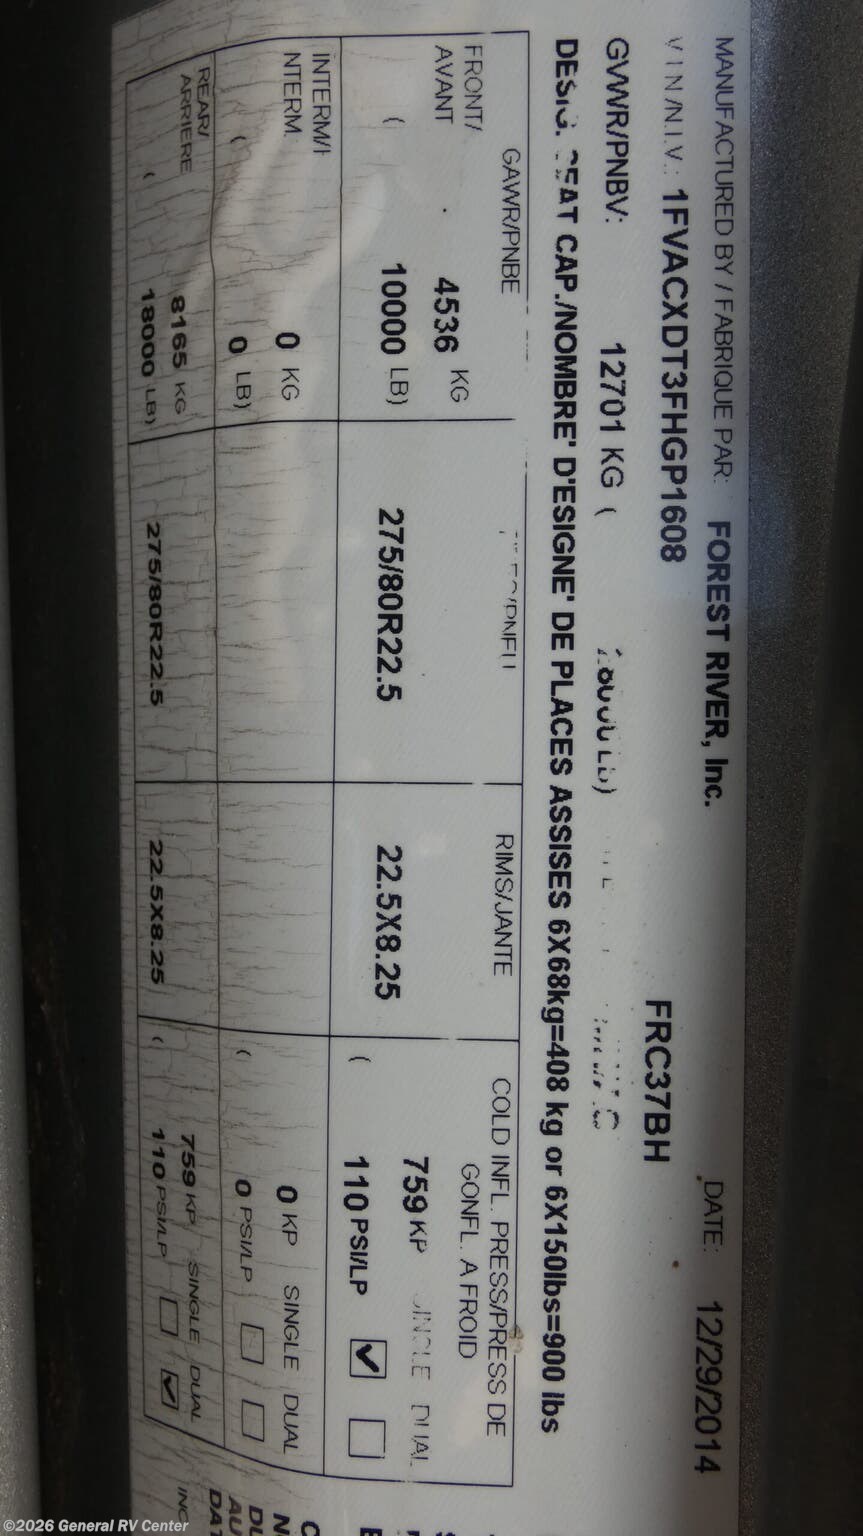 MANUFACTURED BY / FABRIQUE PAR: FOREST RIVER, Inc. DATE: 12/29/2014
V I N /N.I.V.: 1FVACXDT3FHGP1608 FRC37BH
GVWR/PNBV: 12701 KG (
DESIG. SEAT CAP./NOMBRE' D'ESIGNE' DE PLACES ASSISES 6X68kg=408 kg or 6X150lbs=900 lbs
GAWR/PNBE RIMS/JANTE COLD INFL. PRESS/PRESS DE
GONFL. A FROID
FRONT/
AVANT 4536 KG 759 KP SINGLE DUAL
( 10000 LB) 275/80R22.5 22.5X8.25 ( 110 PSI/LP
INTERM/I
NTERM 0 KG 0 KP SINGLE DUAL
( 0 LB) ( 0 PSI/LP
REAR/
ARRIERE 8165 KG 759 KP SINGLE DUAL
( 18000 LB) 275/80R22.5 22.5X8.25 ( 110 PSI/LP
INC
©2026 General RV Center